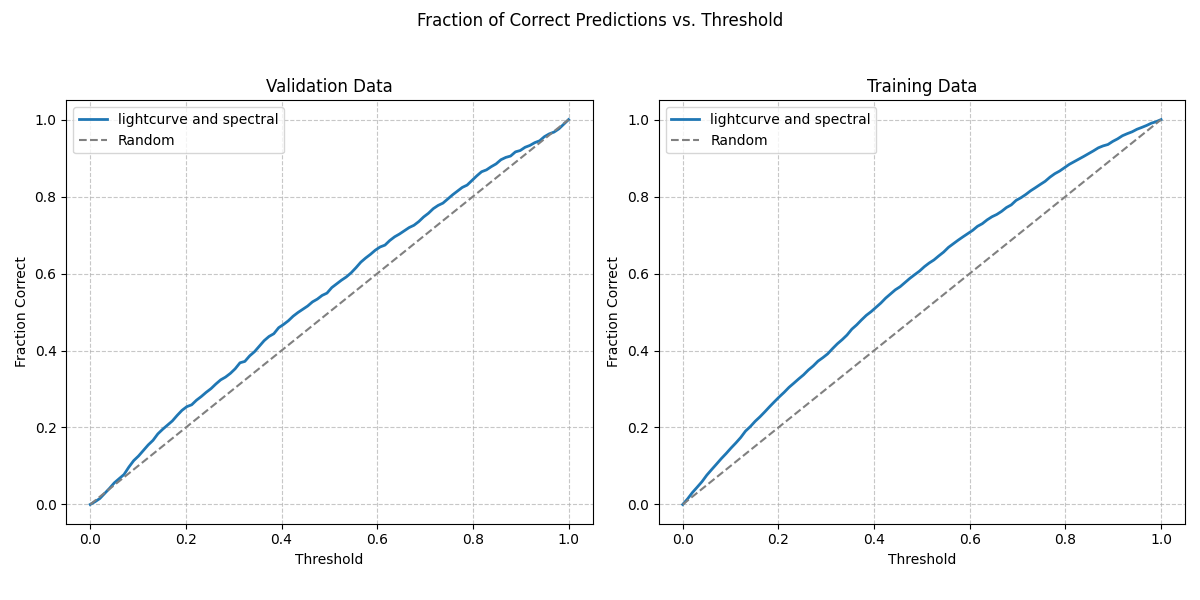 Fraction of Correct Predictions vs. Threshold
Validation Data
lightcurve and spectral
Random
1.0
0.8
0.6
0.4
0.2
0.0
Fraction Correct
0.0 0.2 0.4 0.6 0.8 1.0
Threshold
Training Data
lightcurve and spectral
Random
1.0
0.8
0.6
0.4
0.2
0.0
Fraction Correct
0.0 0.2 0.4 0.6 0.8 1.0
Threshold